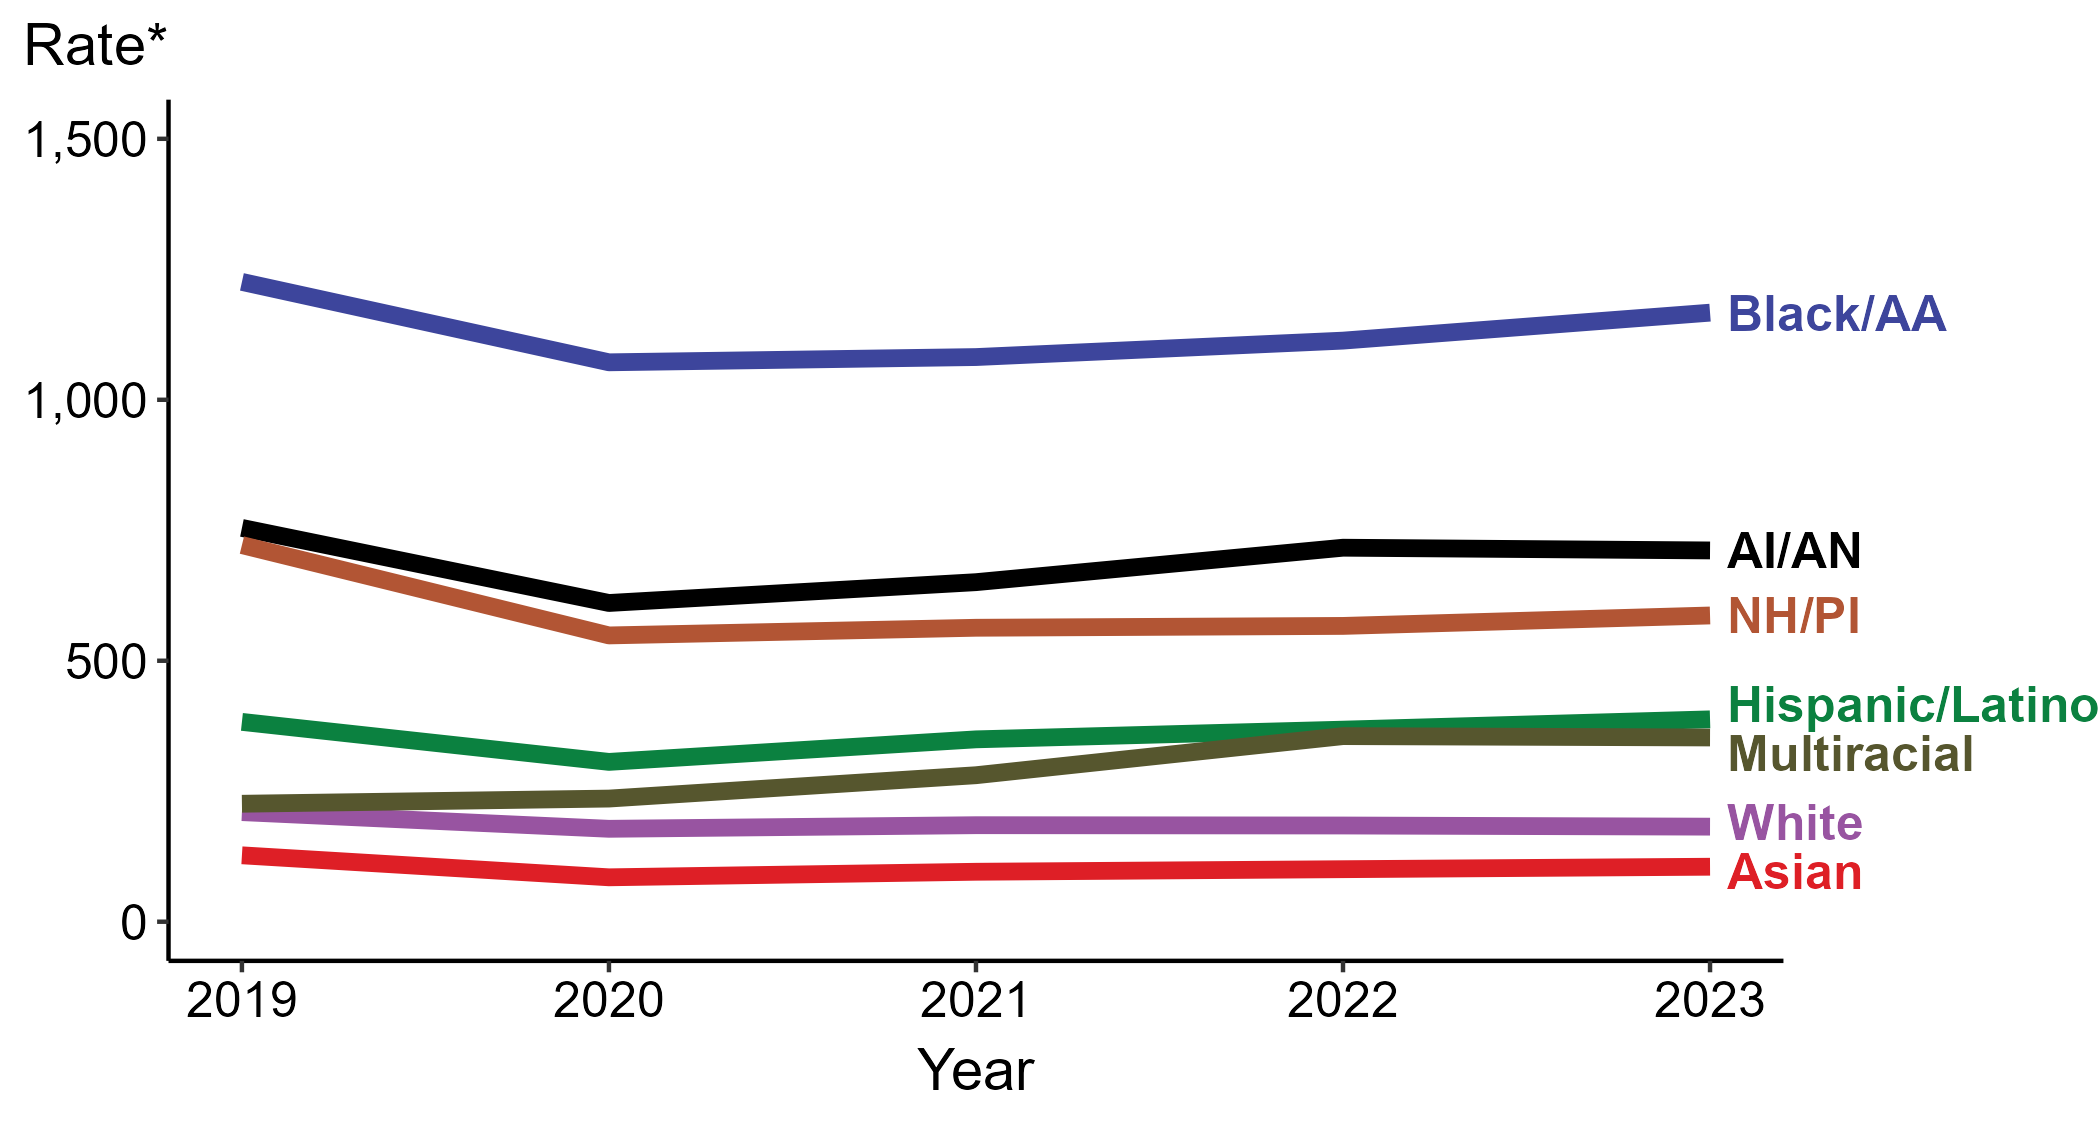 Rate*
1,500
1,000
500
0
Black/AA
AI/AN
NH/PI
Hispanic/Latino
Multiracial
White
Asian
2019 2020 2021 2022 2023
Year